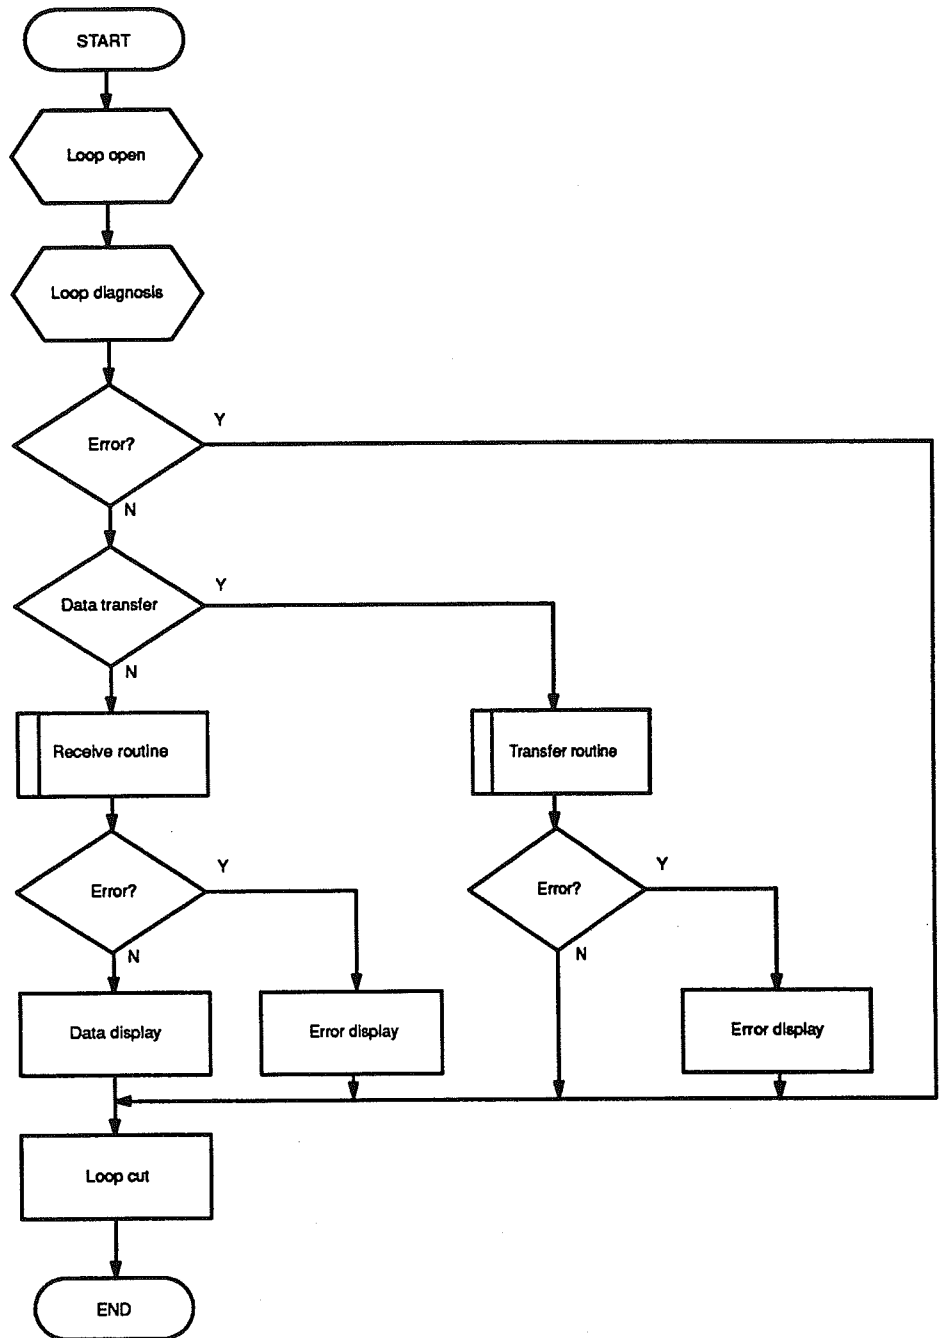 START
Loop open
Loop diagnosis
Y
Error?
N
Y
Data transfer
N
Receive routine
Transfer routine
Y
Error?
N
Y
Error?
N
Data display
Error display
Error display
Loop cut
END